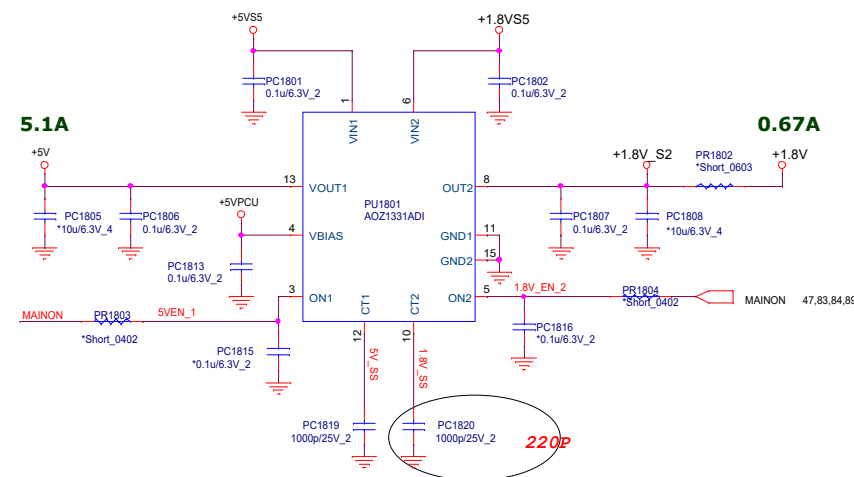 +5VS5
+1.8VS5
PC1801
0.1u/6.3V_2
PC1802
0.1u/6.3V_2
1
6
VIN1
VIN2
5.1A
0.67A
+5V
+1.8V_S2
PR1802
*Short_0603
+1.8V
13
VOUT1
OUT2
8
PU1801
AOZ1331ADI
PC1805
*10u/6.3V_4
PC1806
0.1u/6.3V_2
+5VPCU
PC1807
0.1u/6.3V_2
PC1808
*10u/6.3V_4
4
VBIAS
GND1
11
GND2
15
PC1813
0.1u/6.3V_2
3
ON1
ON2
5
1.8V_EN_2
PR1804
*Short_0402
MAINON
47,83,84,89
MAINON
PR1803
5VEN_1
*Short_0402
CT1
CT2
12
10
PC1815
*0.1u/6.3V_2
PC1816
*0.1u/6.3V_2
5V_SS
1.8V_SS
PC1819
1000p/25V_2
PC1820
1000p/25V_2
220P